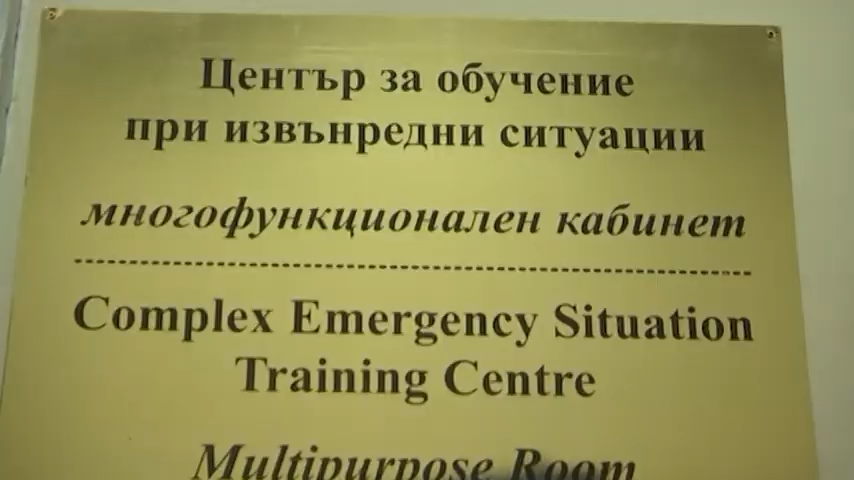 Център за обучение
при извънредни ситуации
многофункционален кабинет
Complex Emergency Situation
Training Centre
Multipurpose Room